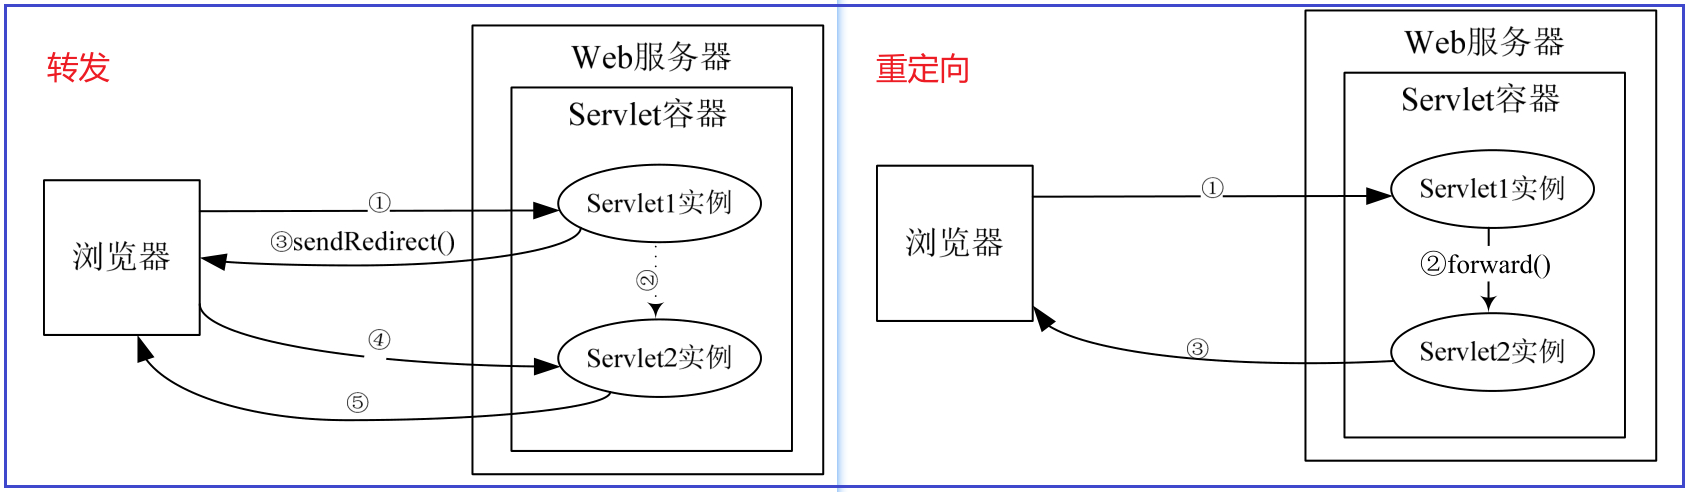 转发
Web服务器
Servlet容器
Servlet1实例
①
③sendRedirect()
浏览器
②
④
Servlet2实例
⑤
重定向
Web服务器
Servlet容器
Servlet1实例
①
浏览器
②forward()
③
Servlet2实例